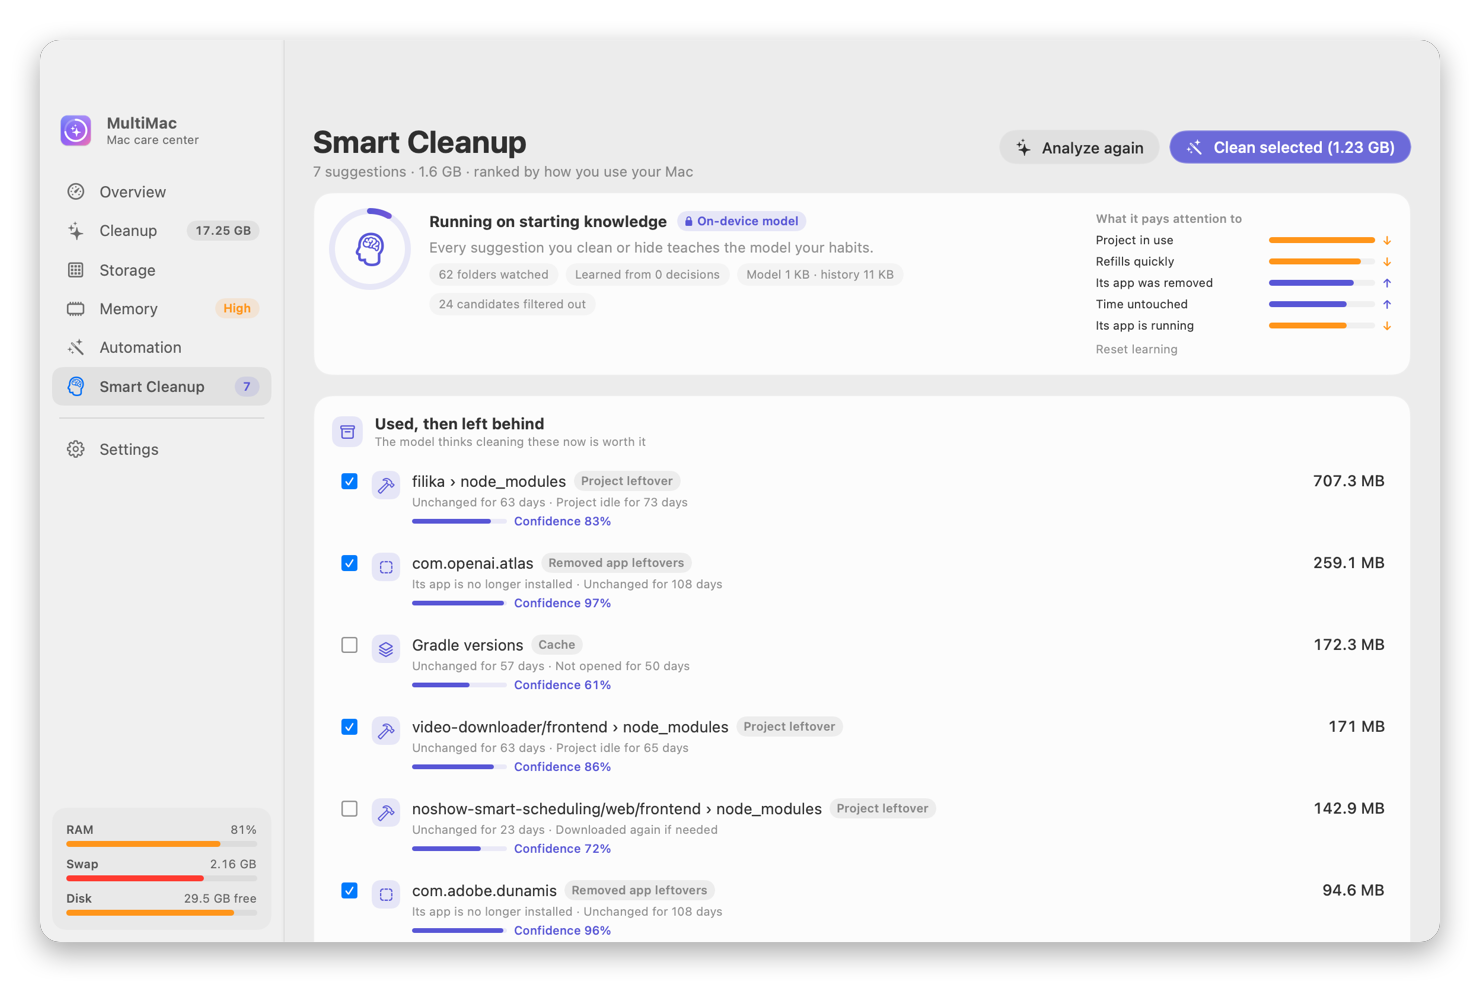 MultiMac
Mac care center
Overview
Cleanup 17.25 GB
Storage
Memory High
Automation
Smart Cleanup 7
Settings
RAM 81%
Swap 2.16 GB
Disk 29.5 GB free
Smart Cleanup
7 suggestions · 1.6 GB · ranked by how you use your Mac
Analyze again
Clean selected (1.23 GB)
Running on starting knowledge On-device model
Every suggestion you clean or hide teaches the model your habits.
62 folders watched Learned from 0 decisions Model 1 KB · history 11 KB
24 candidates filtered out
What it pays attention to
Project in use ↓
Refills quickly ↓
Its app was removed ↑
Time untouched ↑
Its app is running ↓
Reset learning
Used, then left behind
The model thinks cleaning these now is worth it
filika › node_modules Project leftover 707.3 MB
Unchanged for 63 days · Project idle for 73 days
Confidence 83%
com.openai.atlas Removed app leftovers 259.1 MB
Its app is no longer installed · Unchanged for 108 days
Confidence 97%
Gradle versions Cache 172.3 MB
Unchanged for 57 days · Not opened for 50 days
Confidence 61%
video-downloader/frontend › node_modules Project leftover 171 MB
Unchanged for 63 days · Project idle for 65 days
Confidence 86%
noshow-smart-scheduling/web/frontend › node_modules Project leftover 142.9 MB
Unchanged for 23 days · Downloaded again if needed
Confidence 72%
com.adobe.dunamis Removed app leftovers 94.6 MB
Its app is no longer installed · Unchanged for 108 days
Confidence 96%